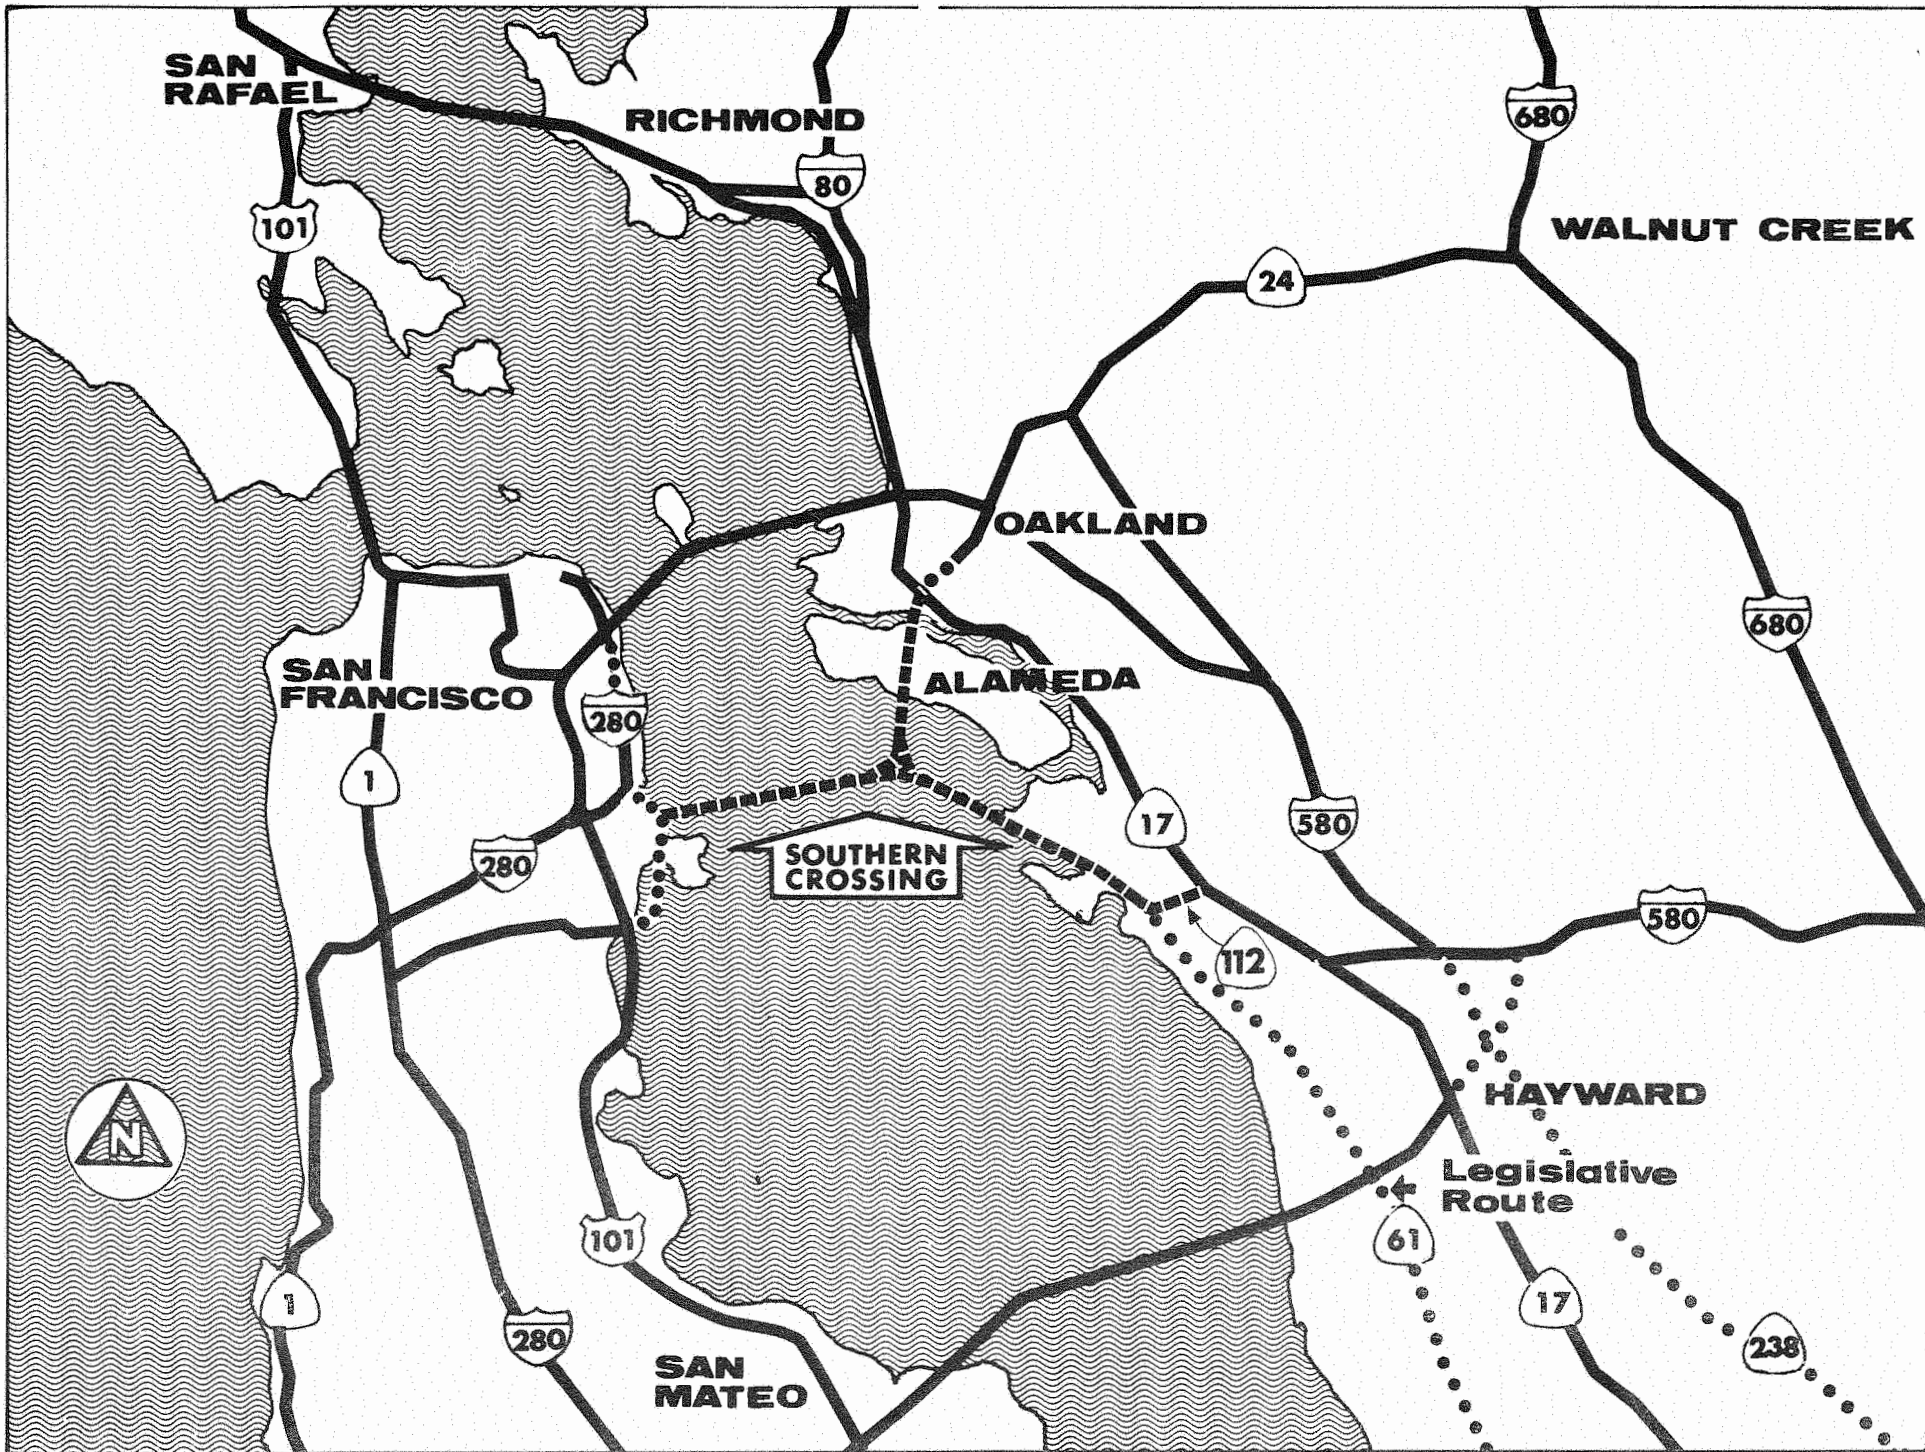 SAN
RAFAEL
RICHMOND
680
80
101
WALNUT CREEK
24
OAKLAND
680
SAN
FRANCISCO
ALAMEDA
280
1
17
580
SOUTHERN
CROSSING
280
580
112
HAYWARD
N
Legislative
Route
61
101
1
17
280
238
SAN
MATEO